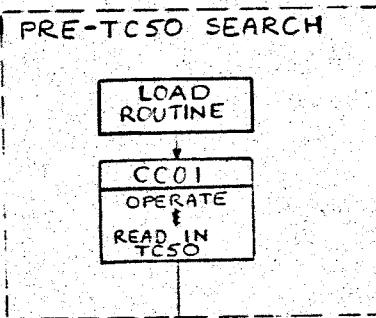 PRE-TC50 SEARCH
LOAD
ROUTINE
CC01
OPERATE
&
READ IN
TC50